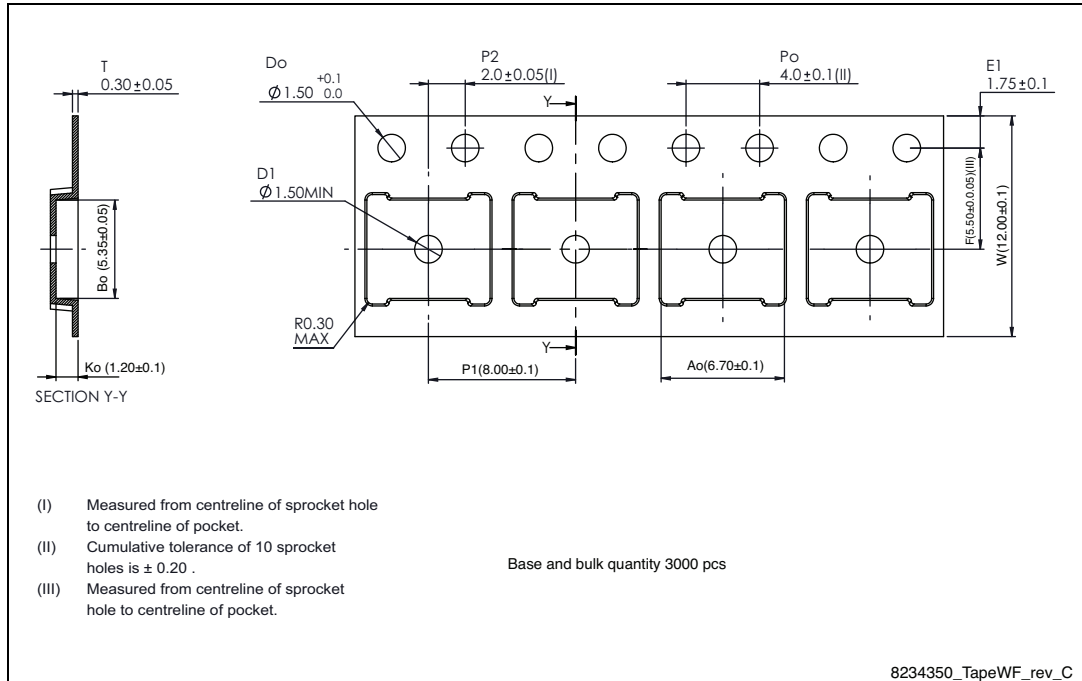 T
0.30±0.05
Do
Ø1.50 +0.1 0.0
P2
2.0±0.05(I)
Po
4.0±0.1(II)
E1
1.75±0.1
Y
D1
Ø1.50MIN
Bo (5.35±0.05)
F(5.50±0.0.05)(III)
W(12.00±0.1)
R0.30
MAX
Y
Ko (1.20±0.1)
P1(8.00±0.1)
Ao(6.70±0.1)
SECTION Y-Y
(I) Measured from centreline of sprocket hole
to centreline of pocket.
(II) Cumulative tolerance of 10 sprocket
holes is ± 0.20 .
(III) Measured from centreline of sprocket
hole to centreline of pocket.
Base and bulk quantity 3000 pcs
8234350_TapeWF_rev_C